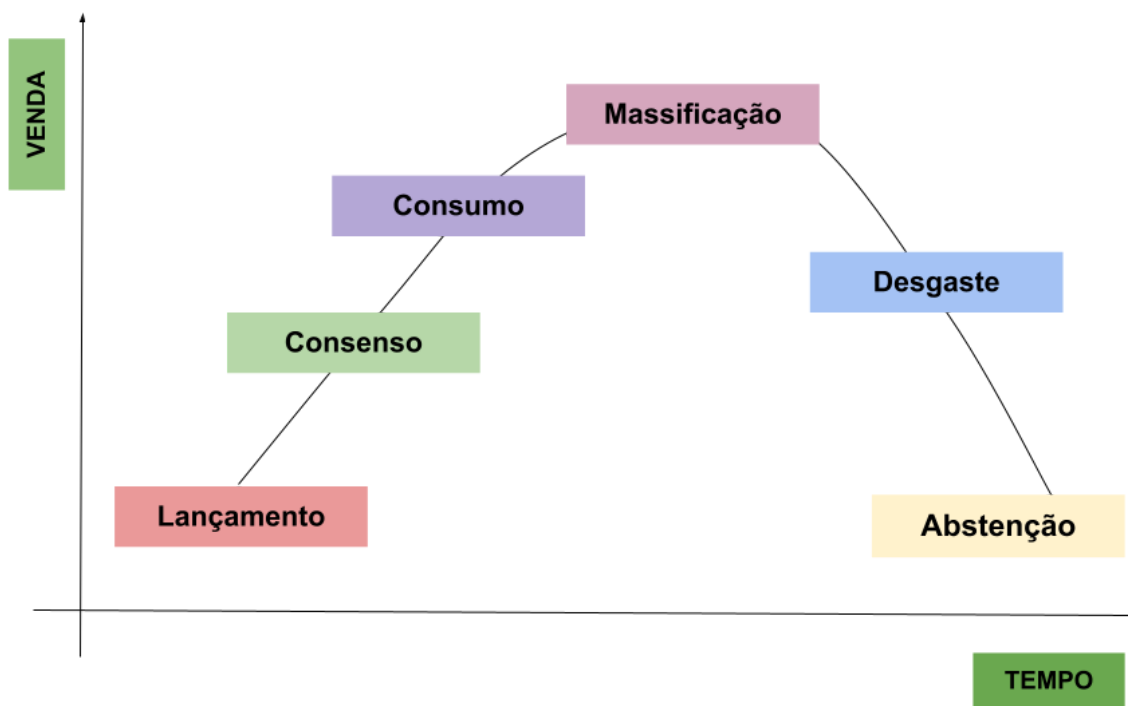 VENDA
Massificação
Consumo
Desgaste
Consenso
Lançamento
Abstenção
TEMPO